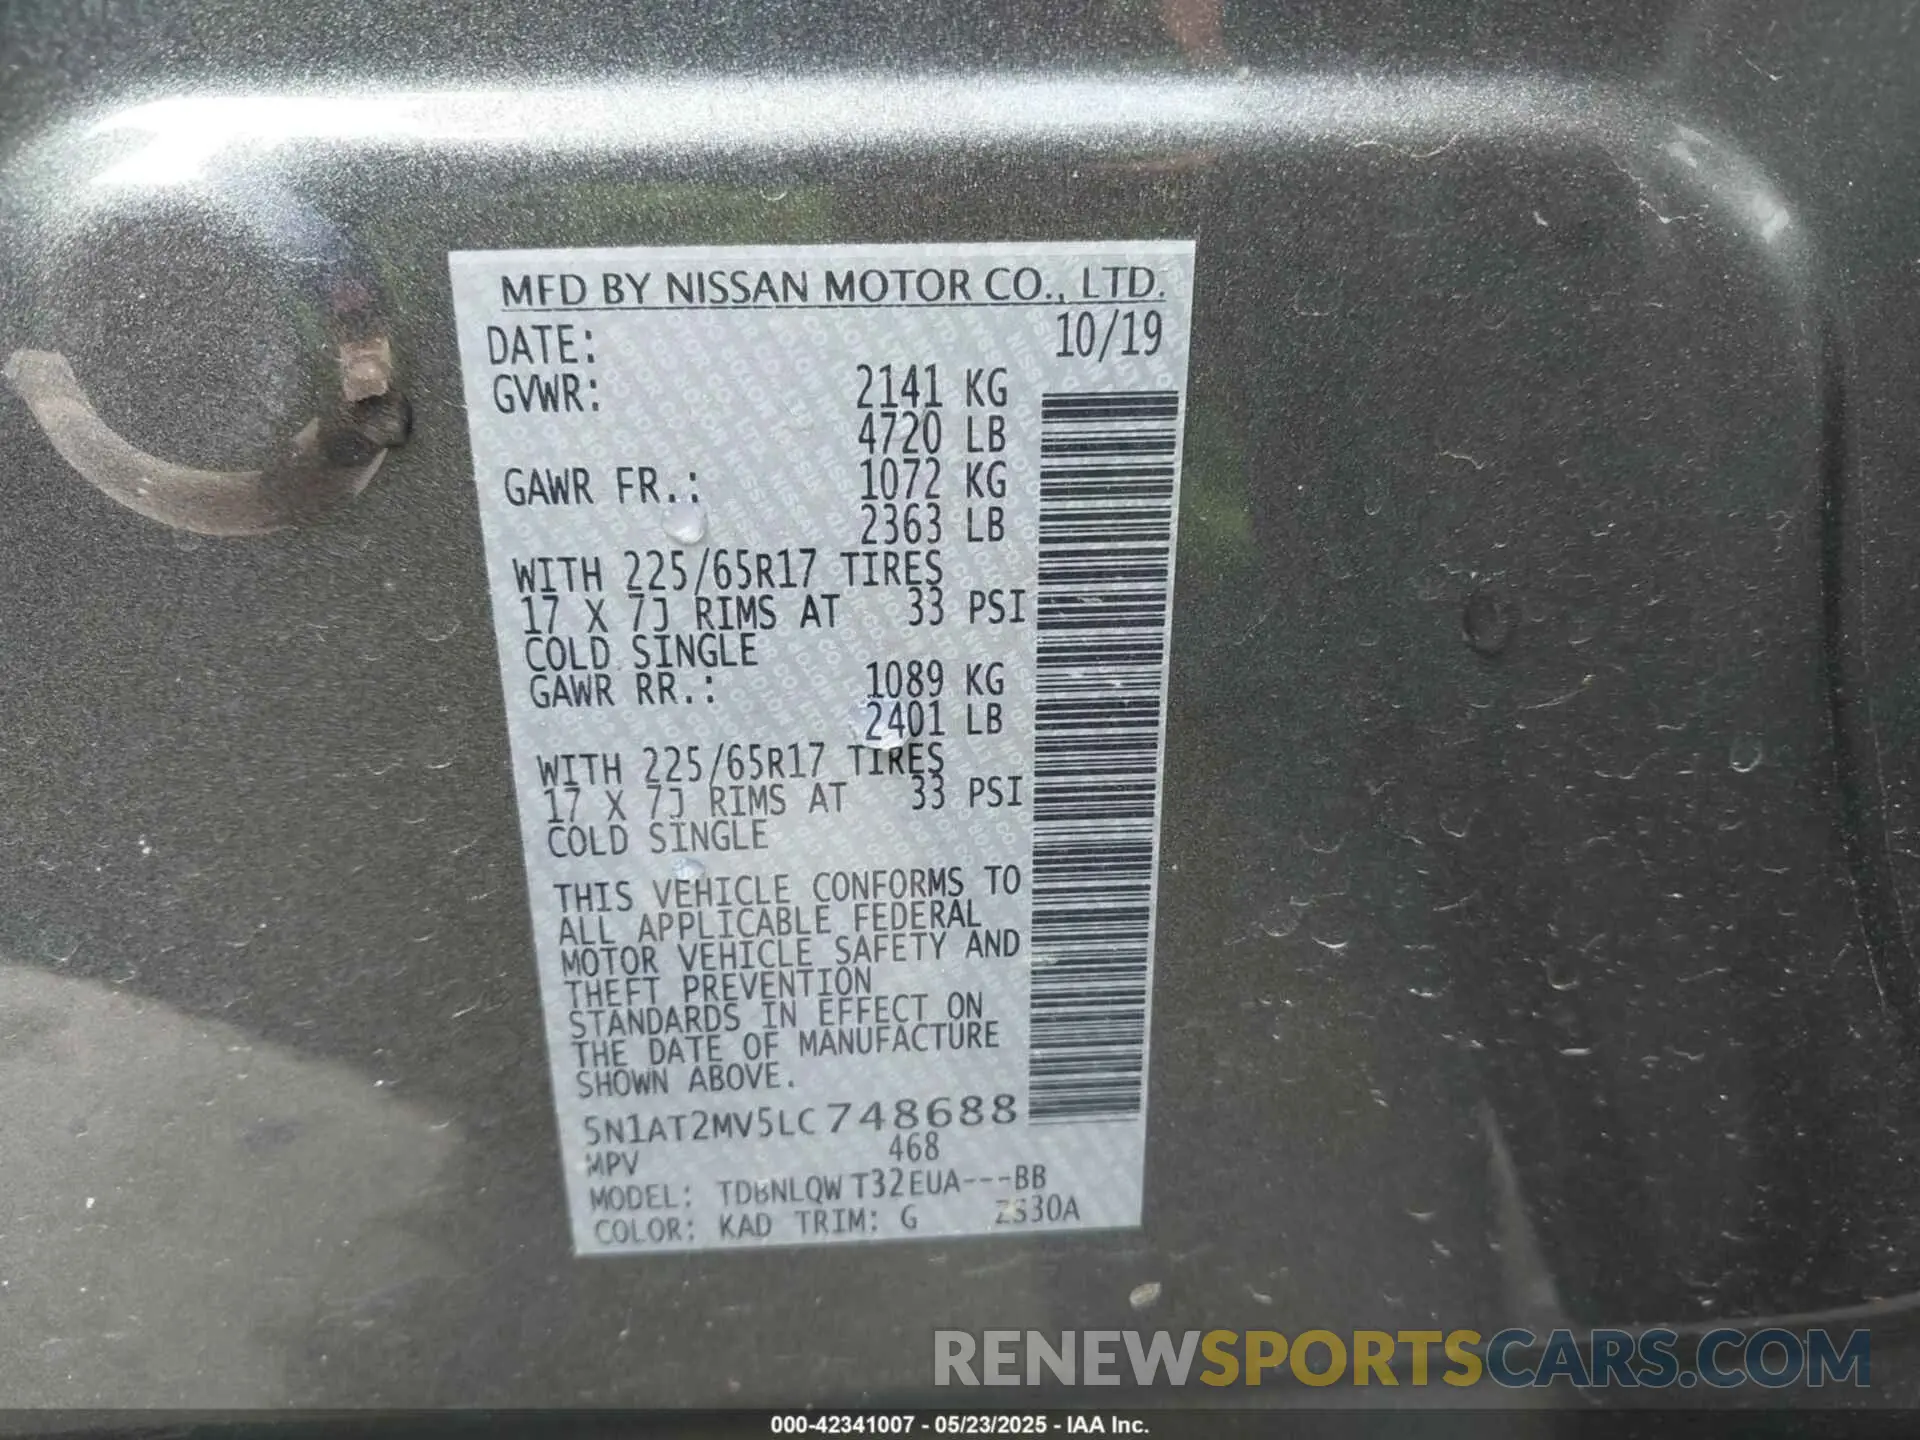 MFD BY NISSAN MOTOR CO., LTD.
DATE: 10/19
GVWR: 2141 KG
4720 LB
GAWR FR.: 1072 KG
2363 LB
WITH 225/65R17 TIRES
17 X 7J RIMS AT 33 PSI
COLD SINGLE
GAWR RR.: 1089 KG
2401 LB
WITH 225/65R17 TIRES
17 X 7J RIMS AT 33 PSI
COLD SINGLE
THIS VEHICLE CONFORMS TO
ALL APPLICABLE FEDERAL
MOTOR VEHICLE SAFETY AND
THEFT PREVENTION
STANDARDS IN EFFECT ON
THE DATE OF MANUFACTURE
SHOWN ABOVE.
5N1AT2MV5LC748688
MPV 468
MODEL: TDBNLQW T32EUA---BB
COLOR: KAD TRIM: G ZS30A
RENEWSPORTSCARS.COM
000-42341007 - 05/23/2025 - IAA Inc.